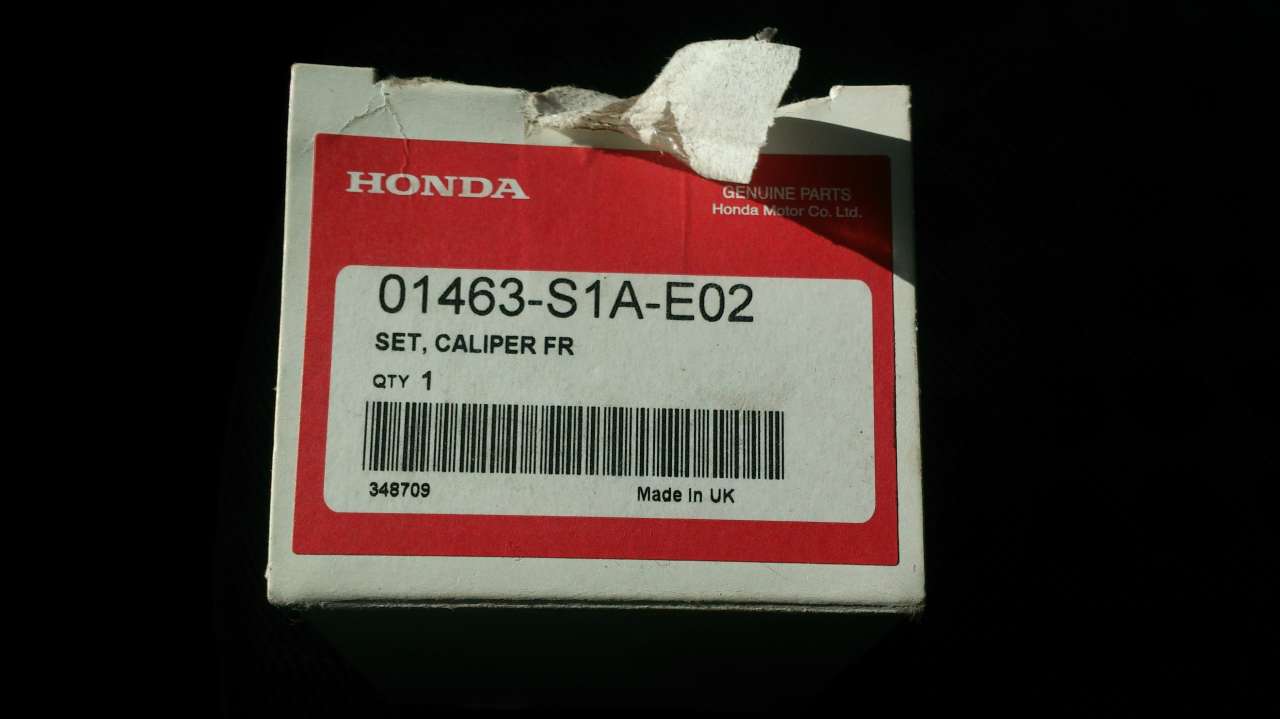 HONDA
GENUINE PARTS
Honda Motor Co. Ltd.
01463-S1A-E02
SET, CALIPER FR
QTY 1
348709
Made In UK